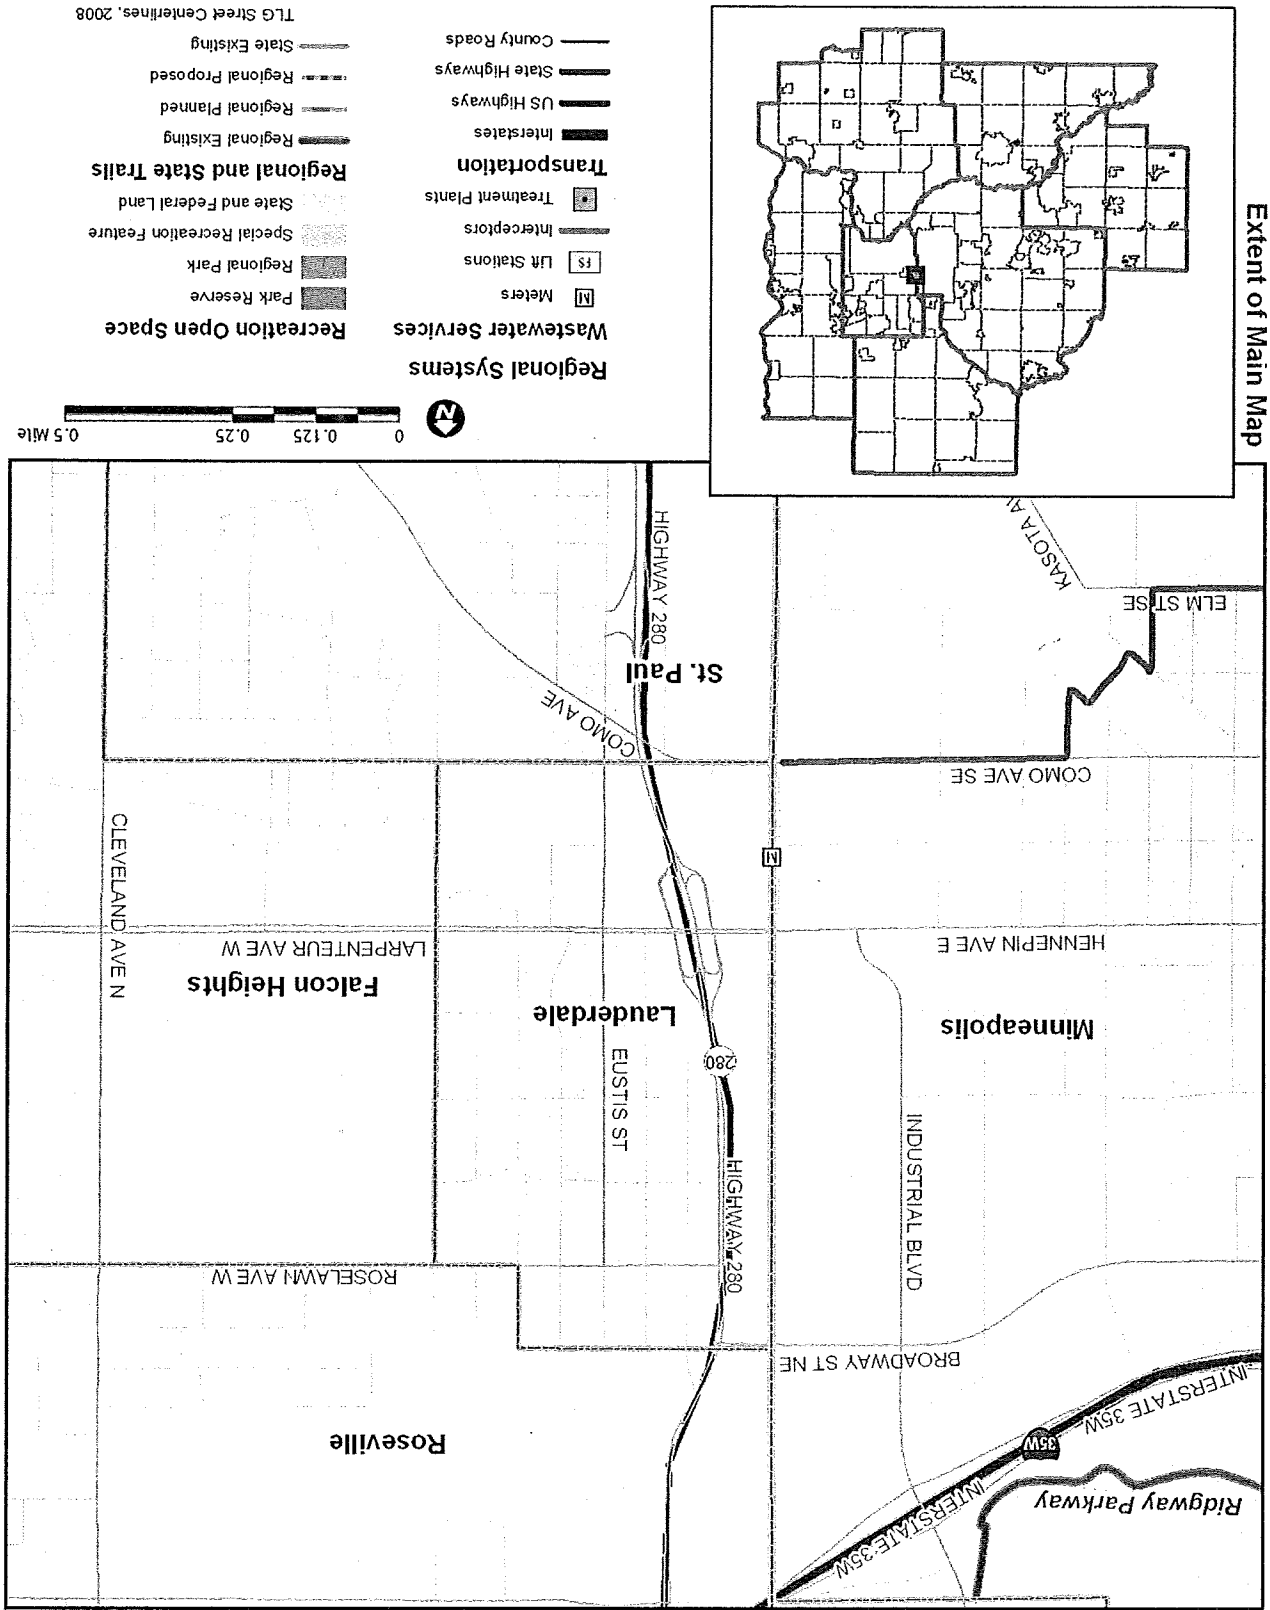 Ridgway Parkway
INTERSTATE 35W
35W
INTERSTATE 35W
Roseville
BROADWAY ST NE
ROSELAWN AVE W
HIGHWAY 280
INDUSTRIAL BLVD
EUSTIS ST
280
Minneapolis
Lauderdale
Falcon Heights
HENNEPIN AVE E
LARPENTEUR AVE W
CLEVELAND AVE N
M
COMO AVE SE
COMO AVE
St. Paul
ELM ST SE
HIGHWAY 280
Extent of Main Map
N
0 0.125 0.25 0.5 Mile
Regional Systems
Wastewater Services
M Meters
FS Lift Stations
Interceptors
Treatment Plants
Transportation
Interstates
US Highways
State Highways
County Roads
Recreation Open Space
Park Reserve
Regional Park
Special Recreation Feature
State and Federal Land
Regional and State Trails
Regional Existing
Regional Planned
Regional Proposed
State Existing
TLG Street Centerlines, 2008
KASOTA